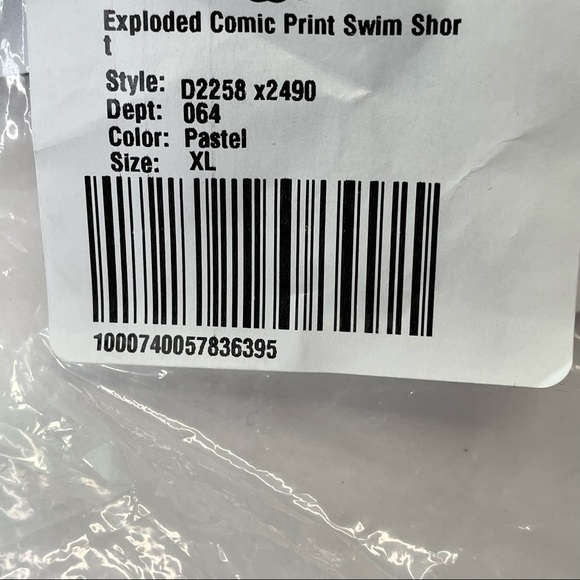 Exploded Comic Print Swim Shor
t
Style: D2258 x2490
Dept: 064
Color: Pastel
Size: XL
1000740057836395